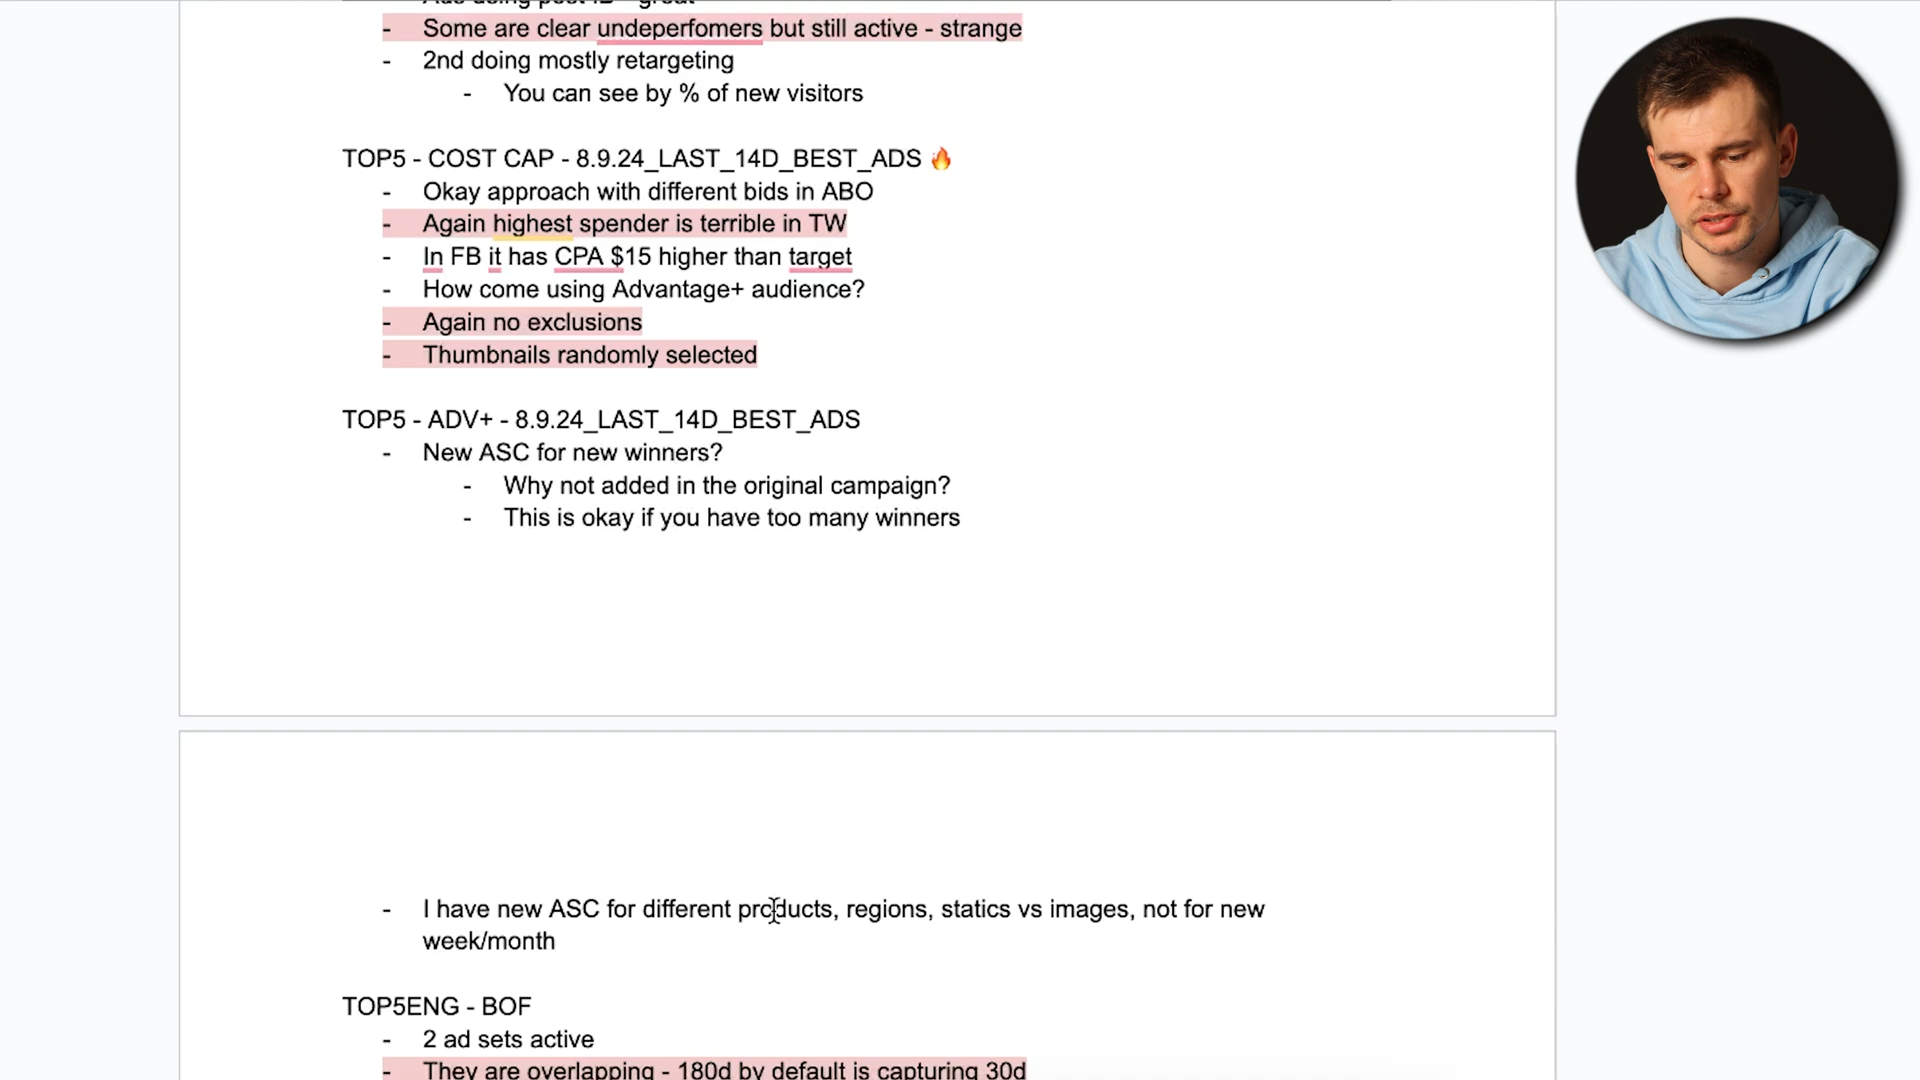 - Ads using post ID - great
- Some are clear undeperfomers but still active - strange
- 2nd doing mostly retargeting
- You can see by % of new visitors
TOP5 - COST CAP - 8.9.24_LAST_14D_BEST_ADS 🔥
- Okay approach with different bids in ABO
- Again highest spender is terrible in TW
- In FB it has CPA $15 higher than target
- How come using Advantage+ audience?
- Again no exclusions
- Thumbnails randomly selected
TOP5 - ADV+ - 8.9.24_LAST_14D_BEST_ADS
- New ASC for new winners?
- Why not added in the original campaign?
- This is okay if you have too many winners
- I have new ASC for different products, regions, statics vs images, not for new
week/month
TOP5ENG - BOF
- 2 ad sets active
- They are overlapping - 180d by default is capturing 30d